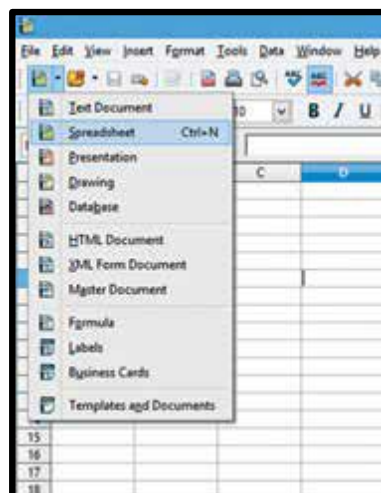 File Edit View Insert Format Tools Data Window Help
10 B I U
Text Document
Spreadsheet Ctrl+N
Presentation
Drawing
Database
HTML Document
XML Form Document
Master Document
Formula
Labels
Business Cards
Templates and Documents
C D
15
16
17
18